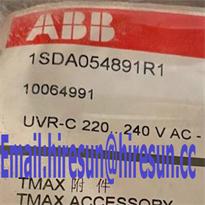 ABB
1SDA054891R1
10064991
UVR-C 220...240 V AC -
Email:hiresun@hiresun.cc
TMAX 附 件
TMAX ACCESSORY